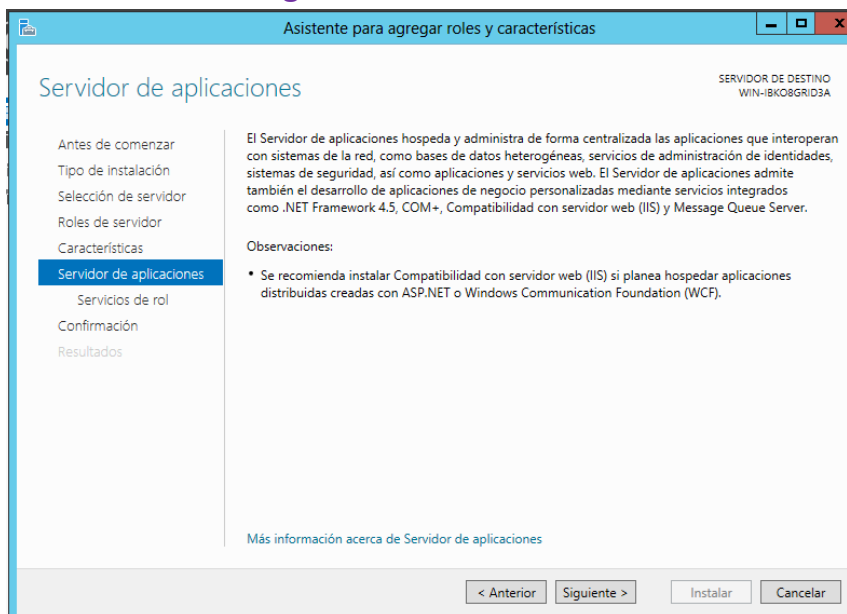 Asistente para agregar roles y características
Servidor de aplicaciones
SERVIDOR DE DESTINO
WIN-IBKO8GRID3A
Antes de comenzar
Tipo de instalación
Selección de servidor
Roles de servidor
Características
Servidor de aplicaciones
Servicios de rol
Confirmación
Resultados
El Servidor de aplicaciones hospeda y administra de forma centralizada las aplicaciones que interoperan
con sistemas de la red, como bases de datos heterogéneas, servicios de administración de identidades,
sistemas de seguridad, así como aplicaciones y servicios web. El Servidor de aplicaciones admite
también el desarrollo de aplicaciones de negocio personalizadas mediante servicios integrados
como .NET Framework 4.5, COM+, Compatibilidad con servidor web (IIS) y Message Queue Server.
Observaciones:
• Se recomienda instalar Compatibilidad con servidor web (IIS) si planea hospedar aplicaciones
distribuidas creadas con ASP.NET o Windows Communication Foundation (WCF).
Más información acerca de Servidor de aplicaciones
< Anterior
Siguiente >
Instalar
Cancelar